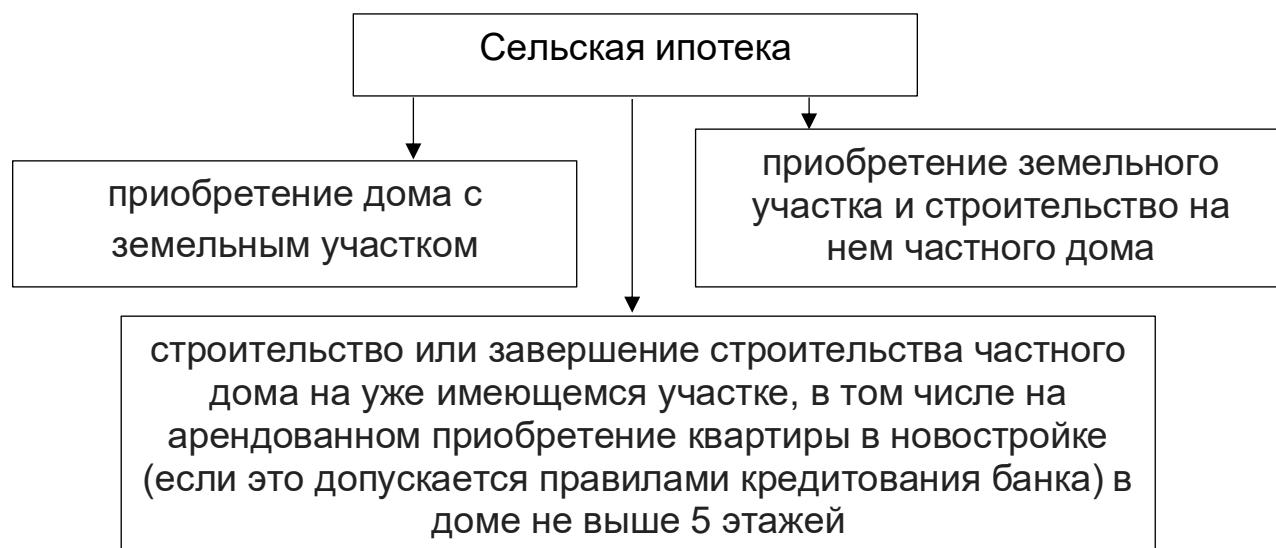 Сельская ипотека
приобретение дома с
земельным участком
приобретение земельного
участка и строительство на
нем частного дома
строительство или завершение строительства частного
дома на уже имеющемся участке, в том числе на
арендованном приобретение квартиры в новостройке
(если это допускается правилами кредитования банка) в
доме не выше 5 этажей